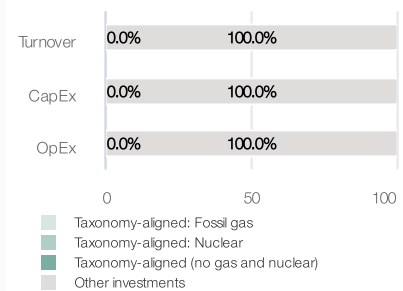 Turnover 0.0% 100.0%
CapEx 0.0% 100.0%
OpEx 0.0% 100.0%
0 50 100
Taxonomy-aligned: Fossil gas
Taxonomy-aligned: Nuclear
Taxonomy-aligned (no gas and nuclear)
Other investments